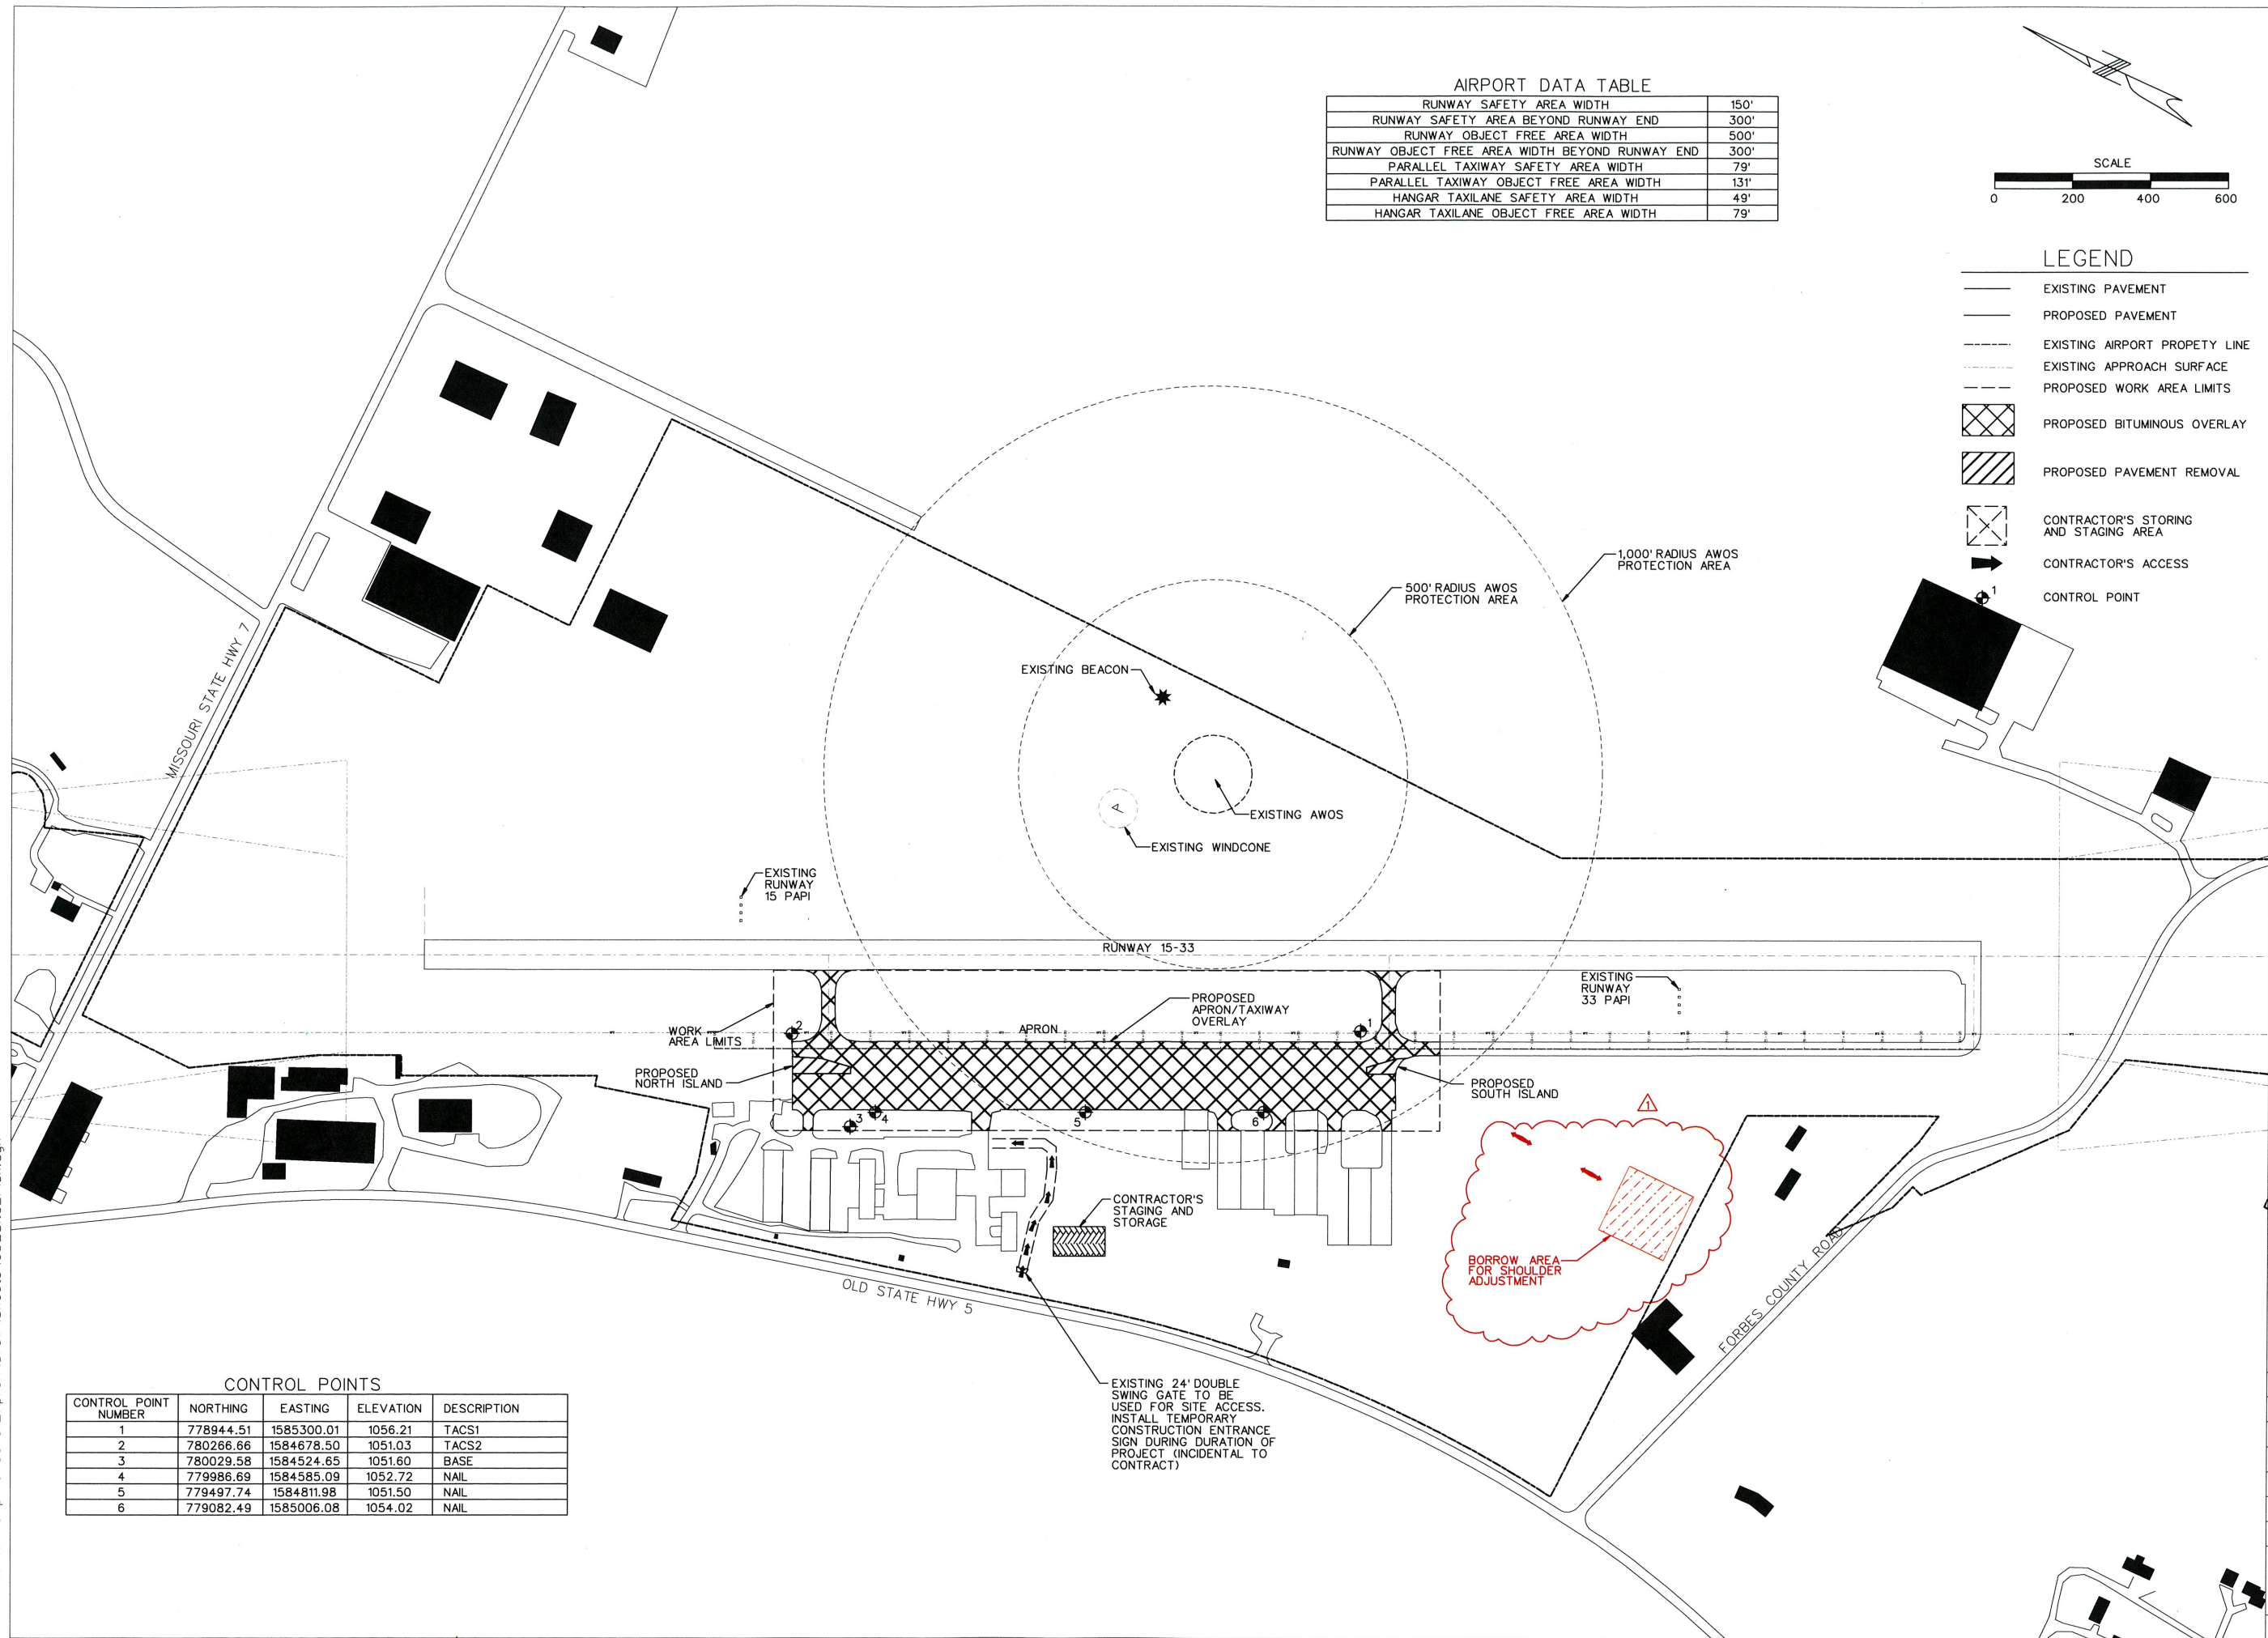 AIRPORT DATA TABLE
RUNWAY SAFETY AREA WIDTH 150'
RUNWAY SAFETY AREA BEYOND RUNWAY END 300'
RUNWAY OBJECT FREE AREA WIDTH 500'
RUNWAY OBJECT FREE AREA WIDTH BEYOND RUNWAY END 300'
PARALLEL TAXIWAY SAFETY AREA WIDTH 79'
PARALLEL TAXIWAY OBJECT FREE AREA WIDTH 131'
HANGAR TAXILANE SAFETY AREA WIDTH 49'
HANGAR TAXILANE OBJECT FREE AREA WIDTH 79'
SCALE
0 200 400 600
LEGEND
EXISTING PAVEMENT
PROPOSED PAVEMENT
EXISTING AIRPORT PROPETY LINE
EXISTING APPROACH SURFACE
PROPOSED WORK AREA LIMITS
PROPOSED BITUMINOUS OVERLAY
PROPOSED PAVEMENT REMOVAL
CONTRACTOR'S STORING
AND STAGING AREA
CONTRACTOR'S ACCESS
1
CONTROL POINT
1,000' RADIUS AWOS
PROTECTION AREA
500' RADIUS AWOS
PROTECTION AREA
MISSOURI STATE HWY 7
EXISTING BEACON
EXISTING AWOS
EXISTING WINDCONE
EXISTING
RUNWAY
15 PAPI
RUNWAY 15-33
EXISTING
RUNWAY
33 PAPI
PROPOSED
APRON/TAXIWAY
OVERLAY
APRON
WORK
AREA LIMITS
2
1
PROPOSED
NORTH ISLAND
PROPOSED
SOUTH ISLAND
3
4
5
6
1
CONTRACTOR'S
STAGING AND
STORAGE
BORROW AREA
FOR SHOULDER
ADJUSTMENT
OLD STATE HWY 5
FORBES COUNTY ROAD
EXISTING 24' DOUBLE
SWING GATE TO BE
USED FOR SITE ACCESS.
INSTALL TEMPORARY
CONSTRUCTION ENTRANCE
SIGN DURING DURATION OF
PROJECT (INCIDENTAL TO
CONTRACT)
CONTROL POINTS
CONTROL POINT
NUMBER NORTHING EASTING ELEVATION DESCRIPTION
1 778944.51 1585300.01 1056.21 TACS1
2 780266.66 1584678.50 1051.03 TACS2
3 780029.58 1584524.65 1051.60 BASE
4 779986.69 1584585.09 1052.72 NAIL
5 779497.74 1584811.98 1051.50 NAIL
6 779082.49 1585006.08 1054.02 NAIL